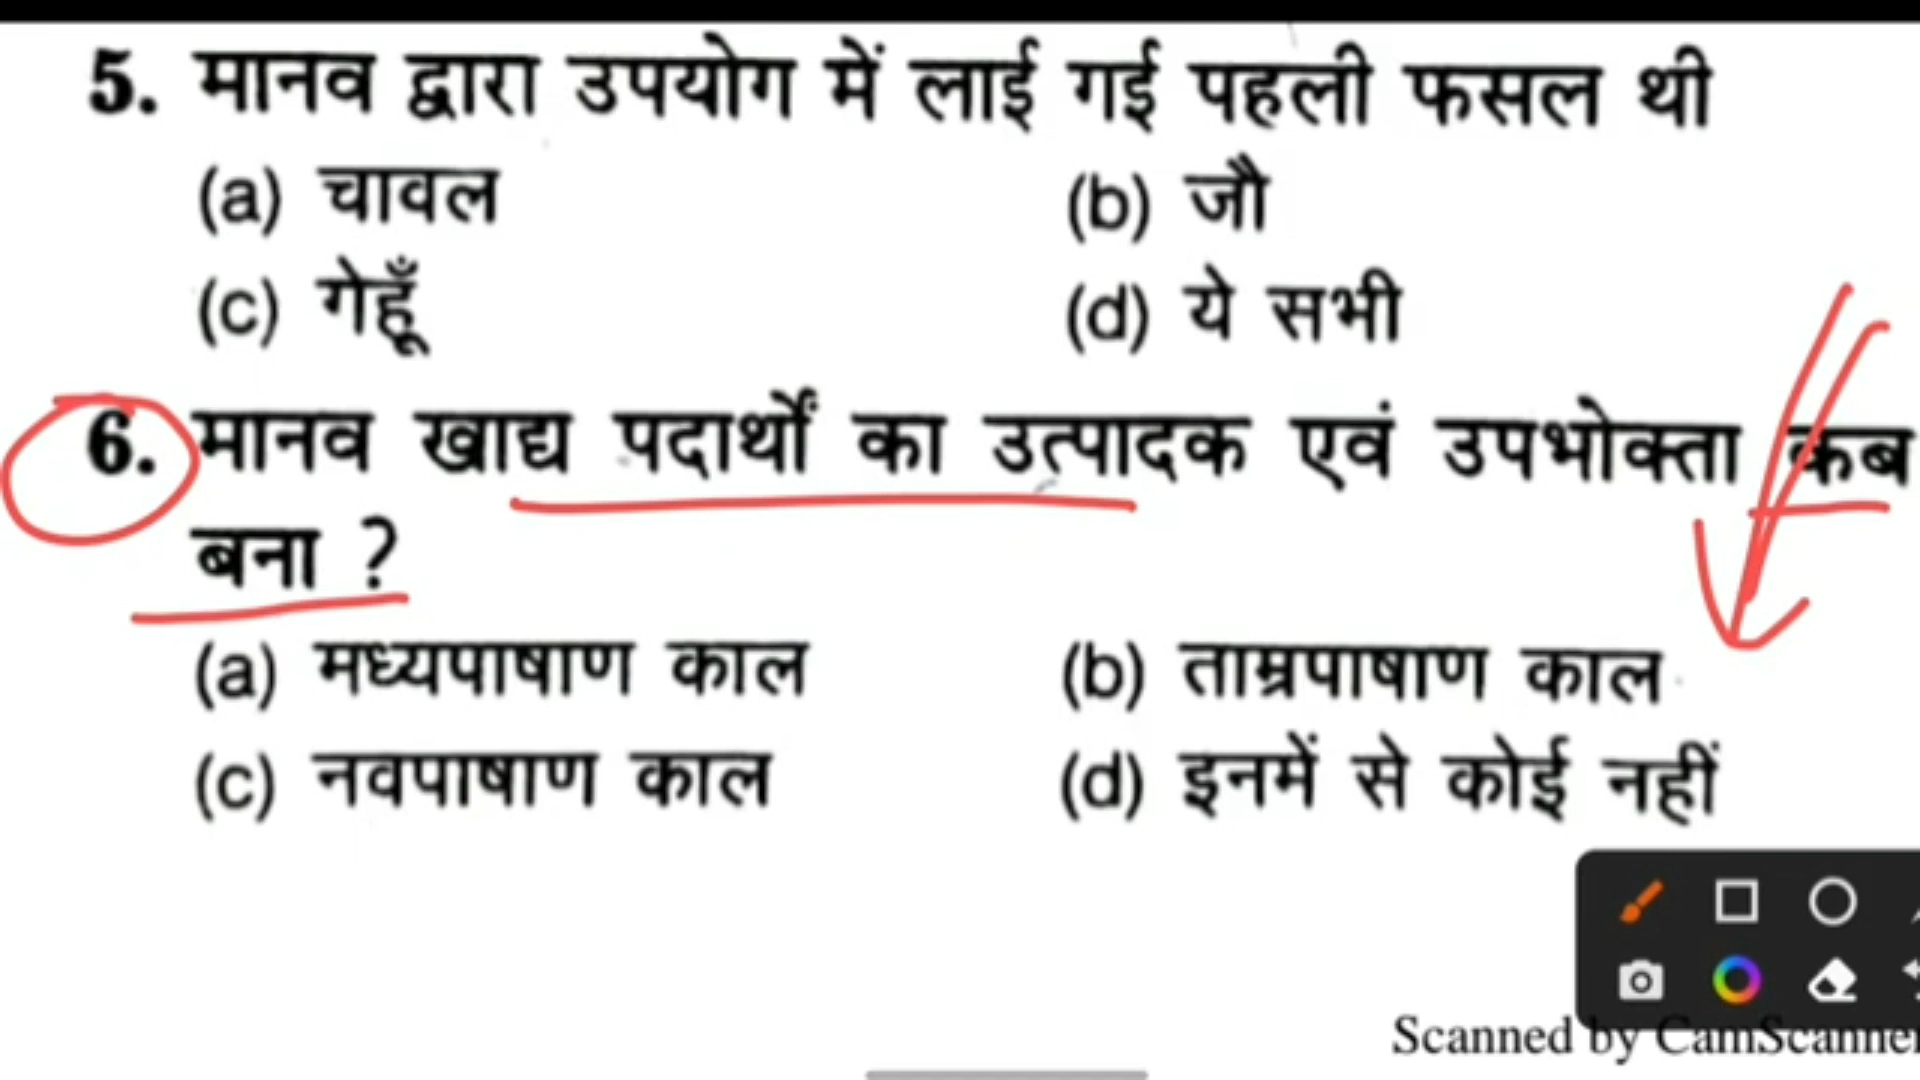 5. मानव द्वारा उपयोग में लाई गई पहली फसल थी
(a) चावल (b) जौ
(c) गेहूँ (d) ये सभी
6. मानव खाद्य पदार्थों का उत्पादक एवं उपभोक्ता कब
बना ?
(a) मध्यपाषाण काल (b) ताम्रपाषाण काल
(c) नवपाषाण काल (d) इनमें से कोई नहीं
Scanned by CamScanner